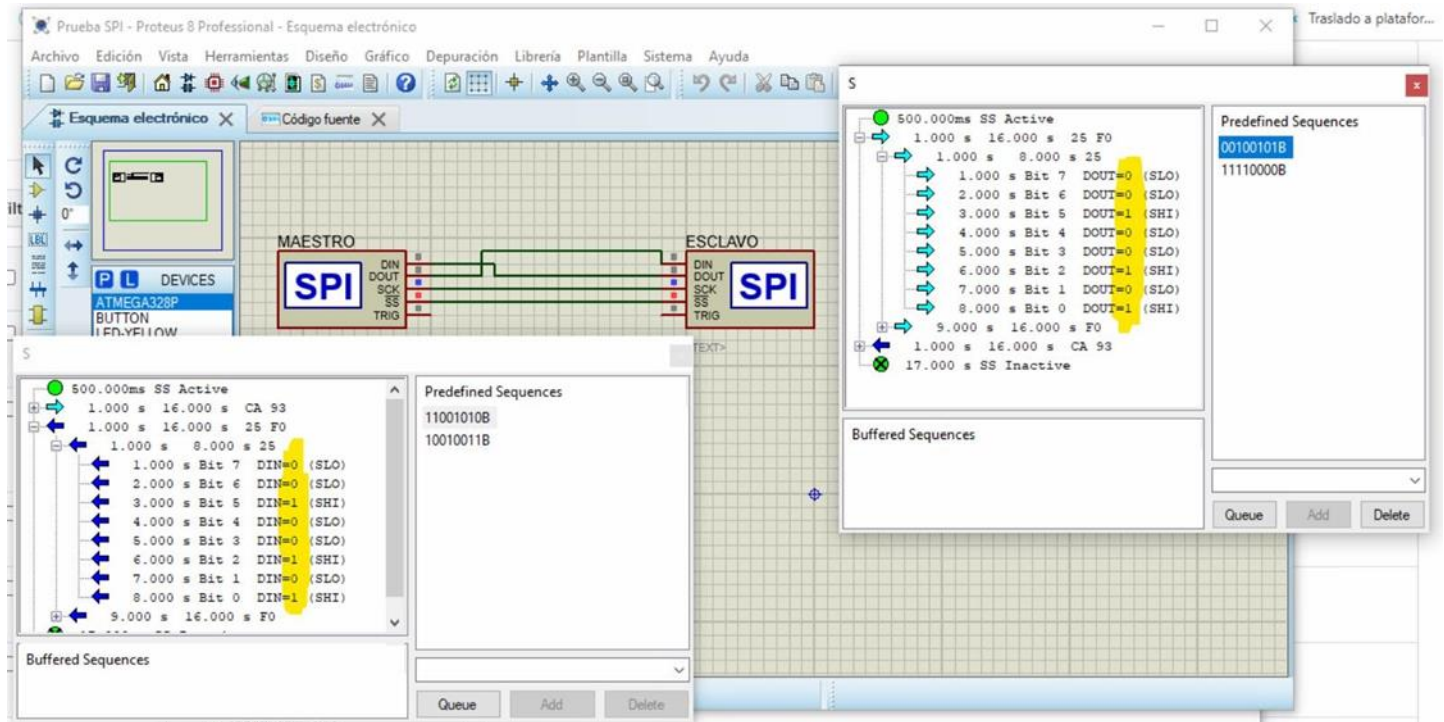 Prueba SPI - Proteus 8 Professional - Esquema electrónico
Traslado a platafor...
Archivo Edición Vista Herramientas Diseño Gráfico Depuración Librería Plantilla Sistema Ayuda
Esquema electrónico
Código fuente
0°
P L DEVICES
ATMEGA328P
BUTTON
LED-YELLOW
MAESTRO
SPI
DIN
DOUT
SCK
SS
TRIG
ESCLAVO
DIN
DOUT
SCK
SS
TRIG
SPI
TEXT>
S
500.000ms SS Active
1.000 s 16.000 s 25 F0
1.000 s 8.000 s 25
1.000 s Bit 7 DOUT=0 (SLO)
2.000 s Bit 6 DOUT=0 (SLO)
3.000 s Bit 5 DOUT=1 (SHI)
4.000 s Bit 4 DOUT=0 (SLO)
5.000 s Bit 3 DOUT=0 (SLO)
6.000 s Bit 2 DOUT=1 (SHI)
7.000 s Bit 1 DOUT=0 (SLO)
8.000 s Bit 0 DOUT=1 (SHI)
9.000 s 16.000 s F0
1.000 s 16.000 s CA 93
17.000 s SS Inactive
Predefined Sequences
00100101B
11110000B
Buffered Sequences
Queue Add Delete
S
500.000ms SS Active
1.000 s 16.000 s CA 93
1.000 s 16.000 s 25 F0
1.000 s 8.000 s 25
1.000 s Bit 7 DIN=0 (SLO)
2.000 s Bit 6 DIN=0 (SLO)
3.000 s Bit 5 DIN=1 (SHI)
4.000 s Bit 4 DIN=0 (SLO)
5.000 s Bit 3 DIN=0 (SLO)
6.000 s Bit 2 DIN=1 (SHI)
7.000 s Bit 1 DIN=0 (SLO)
8.000 s Bit 0 DIN=1 (SHI)
9.000 s 16.000 s F0
Predefined Sequences
11001010B
10010011B
Buffered Sequences
Queue Add Delete